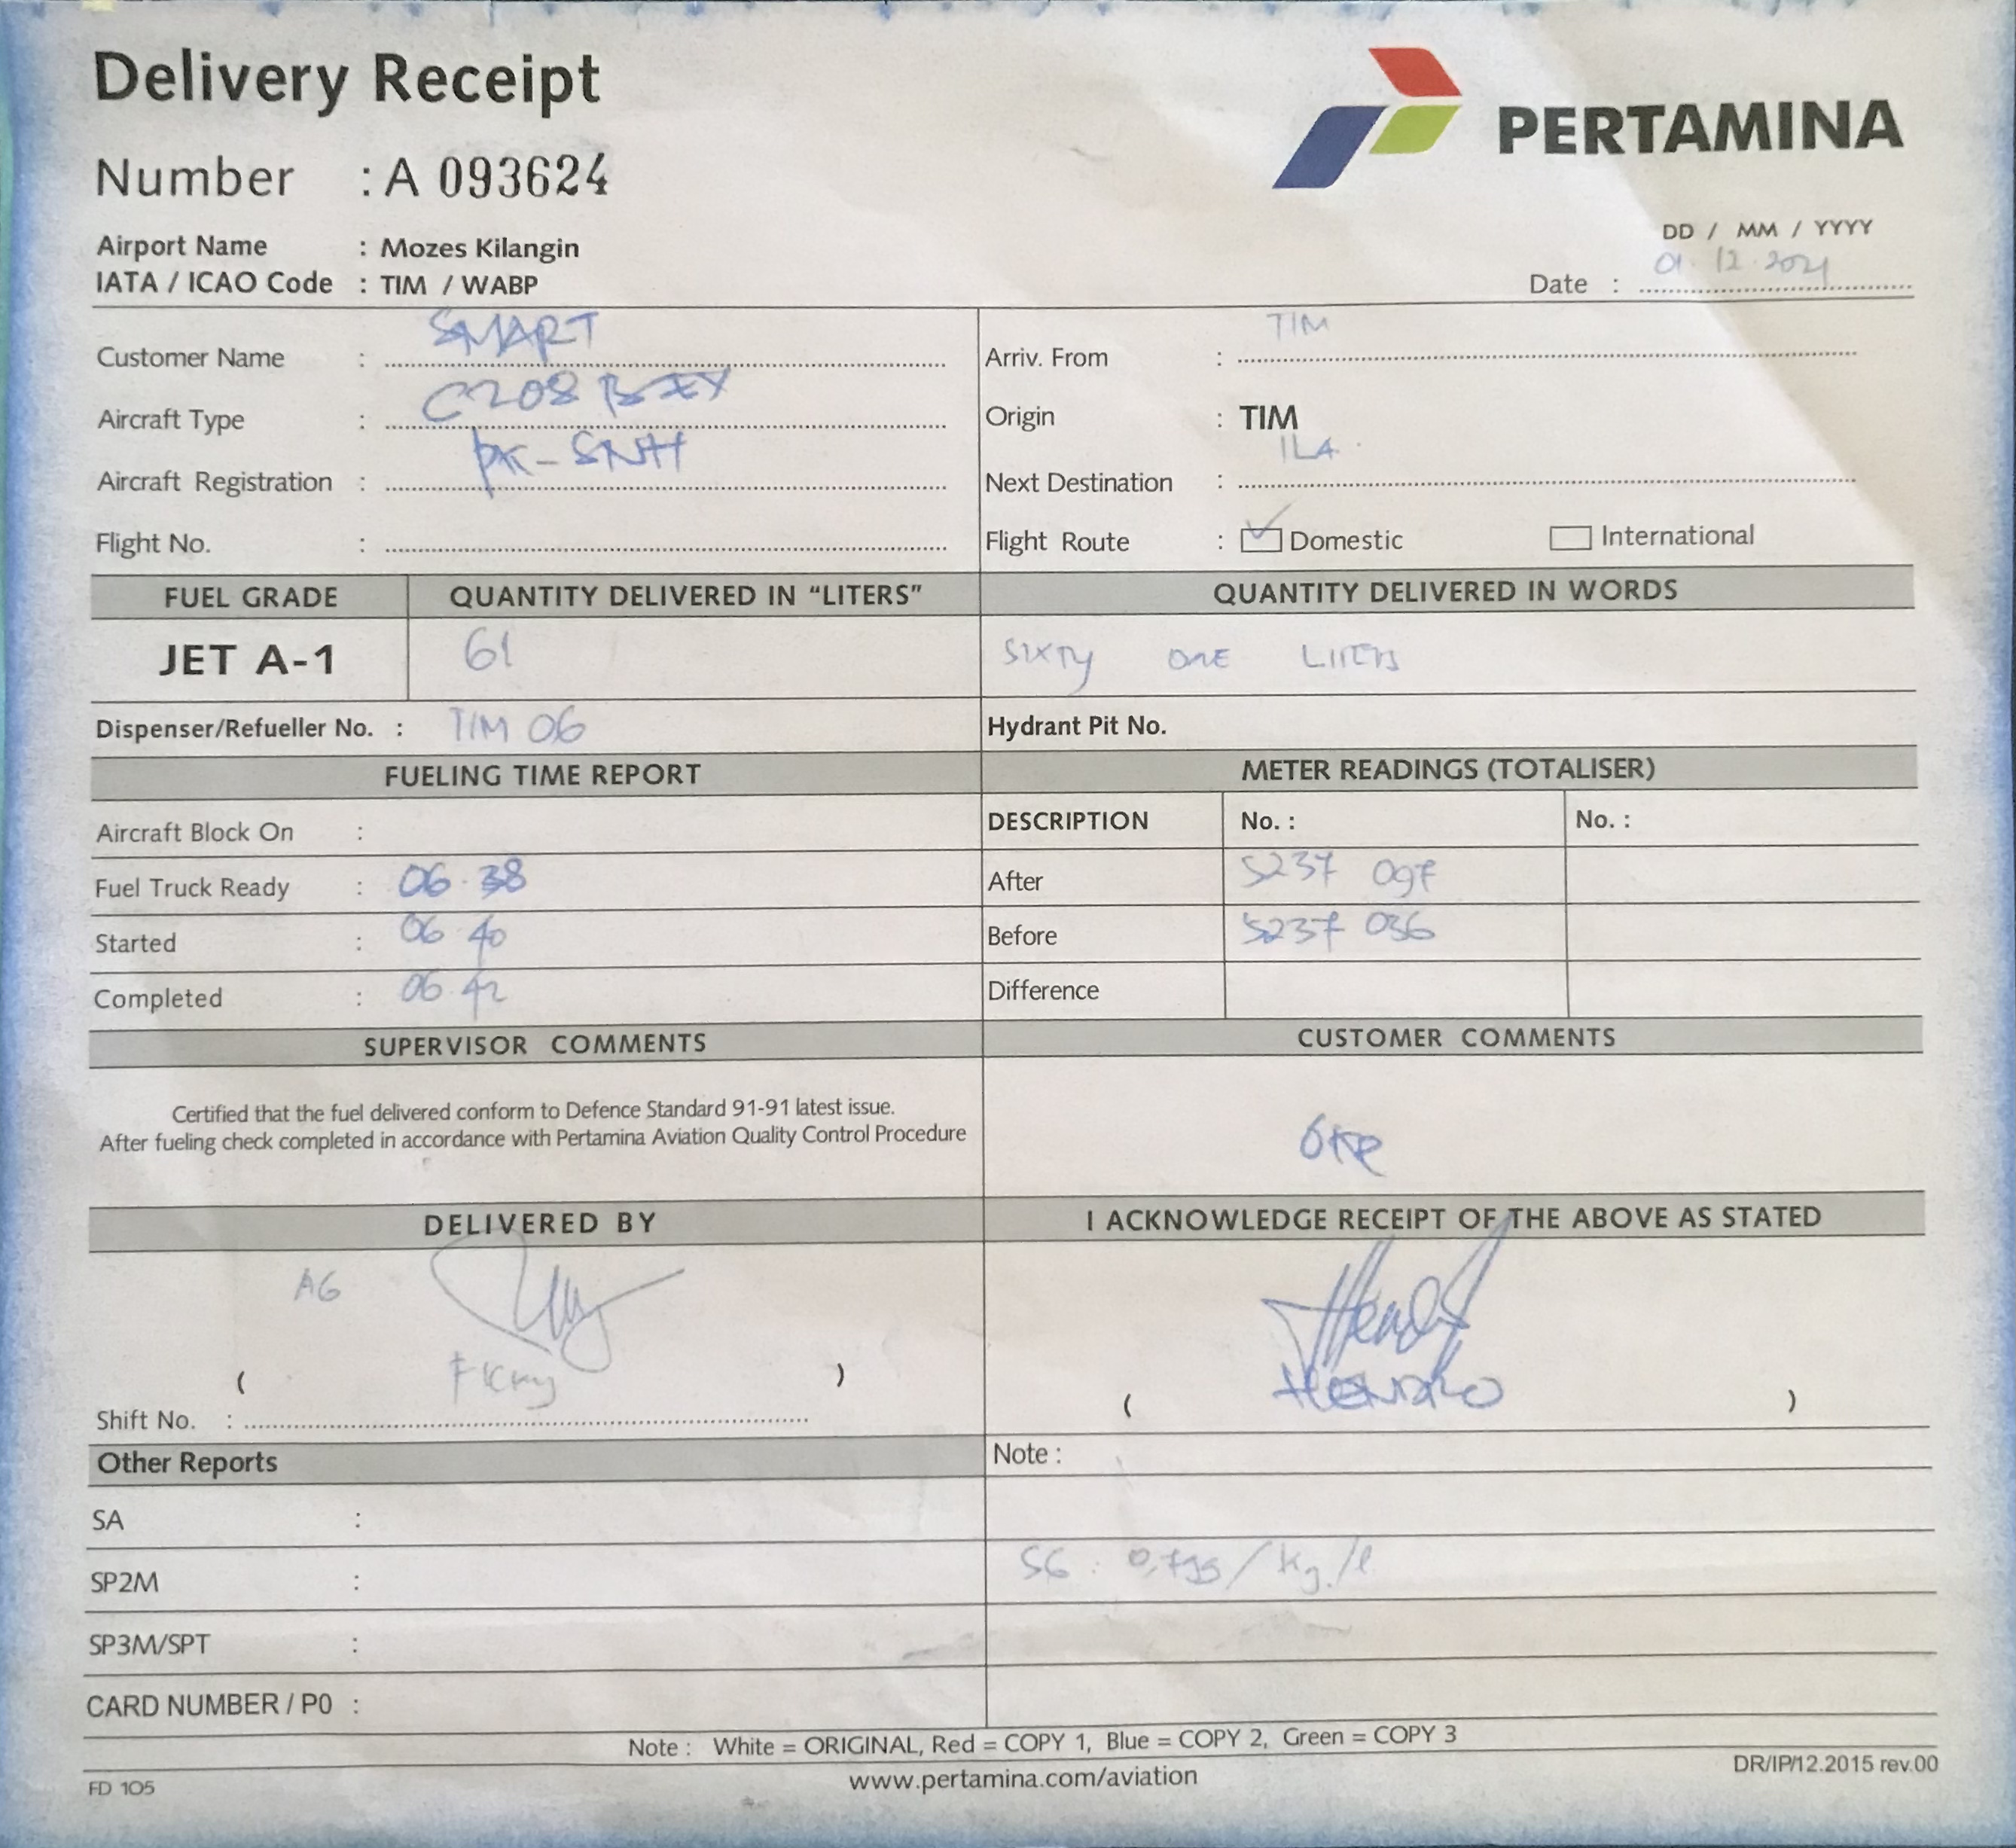 Delivery Receipt
PERTAMINA
Number : A 093624
Airport Name : Mozes Kilangin
IATA / ICAO Code : TIM / WABP
DD / MM / YYYY
Date : 01.12.2021
Customer Name : SMART
Aircraft Type : C208 B
Aircraft Registration : PK-SNH
Flight No. :
Arriv. From : TIM
Origin : TIM
Next Destination : ILA
Flight Route : Domestic International
FUEL GRADE QUANTITY DELIVERED IN “LITERS” QUANTITY DELIVERED IN WORDS
JET A-1 61 SIXTY ONE LITERS
Dispenser/Refueller No. : TIM 06 Hydrant Pit No.
FUELING TIME REPORT
Aircraft Block On :
Fuel Truck Ready : 06.38
Started : 06 40
Completed : 06 42
METER READINGS (TOTALISER)
DESCRIPTION No. : No. :
After 5237 097
Before 5237 036
Difference
SUPERVISOR COMMENTS
Certified that the fuel delivered conform to Defence Standard 91-91 latest issue.
After fueling check completed in accordance with Pertamina Aviation Quality Control Procedure
CUSTOMER COMMENTS
OKE
DELIVERED BY
AG
( )
Shift No. :
I ACKNOWLEDGE RECEIPT OF THE ABOVE AS STATED
( )
Other Reports
SA :
SP2M :
SP3M/SPT :
CARD NUMBER / P0 :
Note :
SG : 0,795 / kg./l
Note : White = ORIGINAL, Red = COPY 1, Blue = COPY 2, Green = COPY 3
FD 105
www.pertamina.com/aviation
DR/IP/12.2015 rev.00